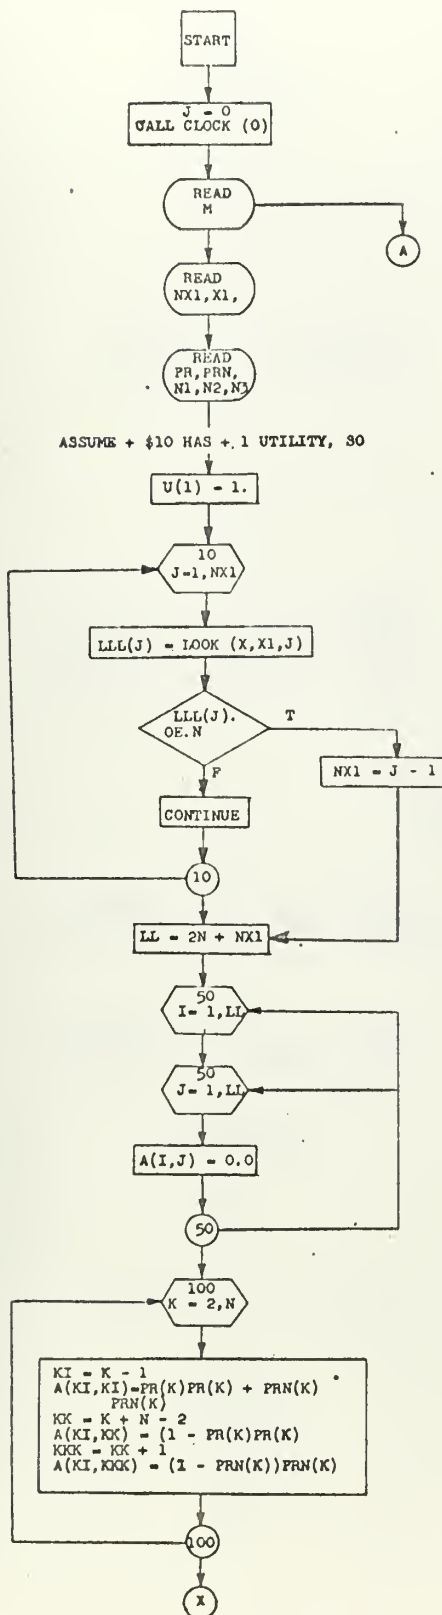 START
J = 0
CALL CLOCK (0)
READ
M
A
READ
NX1,X1,
READ
PR,PRN,
N1,N2,N3
ASSUME + $10 HAS + .1 UTILITY, SO
U(1) = 1.
10
J=1,NX1
LLL(J) = LOOK (X,X1,J)
LLL(J).
OE.N
T
F
NX1 = J - 1
CONTINUE
10
LL = 2N + NX1
50
I= 1,LL
50
J= 1,LL
A(I,J) = 0.0
50
100
K = 2,N
KI = K - 1
A(KI,KI)=PR(K)PR(K) + PRN(K)
PRN(K)
KK = K + N - 2
A(KI,KK) = (1 - PR(K)PR(K)
KKK = KK + 1
A(KI,KKK) = (1 - PRN(K))PRN(K)
100
X